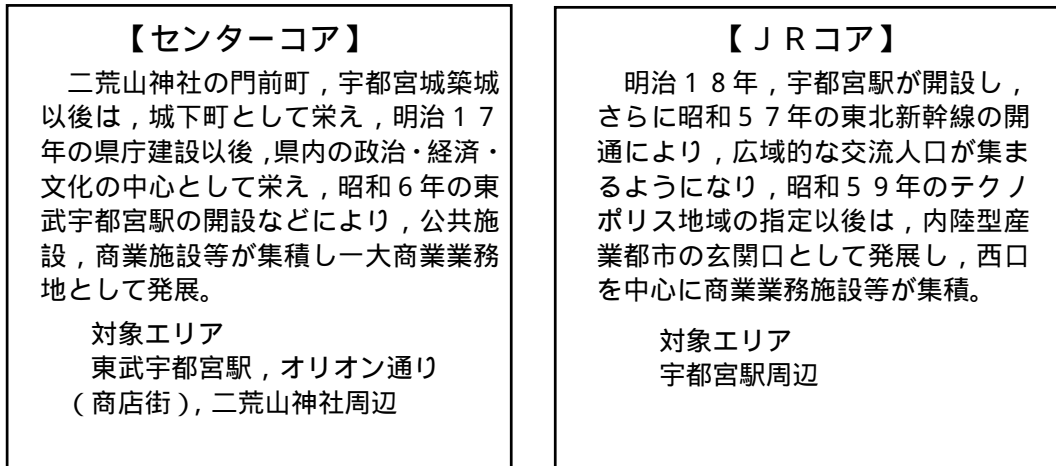 【センターコア】
二荒山神社の門前町，宇都宮城築城
以後は，城下町として栄え，明治１７
年の県庁建設以後，県内の政治・経済・
文化の中心として栄え，昭和６年の東
武宇都宮駅の開設などにより，公共施
設，商業施設等が集積し一大商業業務
地として発展。
対象エリア
東武宇都宮駅，オリオン通り
（商店街），二荒山神社周辺
【ＪＲコア】
明治１８年，宇都宮駅が開設し，
さらに昭和５７年の東北新幹線の開
通により，広域的な交流人口が集ま
るようになり，昭和５９年のテクノ
ポリス地域の指定以後は，内陸型産
業都市の玄関口として発展し，西口
を中心に商業業務施設等が集積。
対象エリア
宇都宮駅周辺